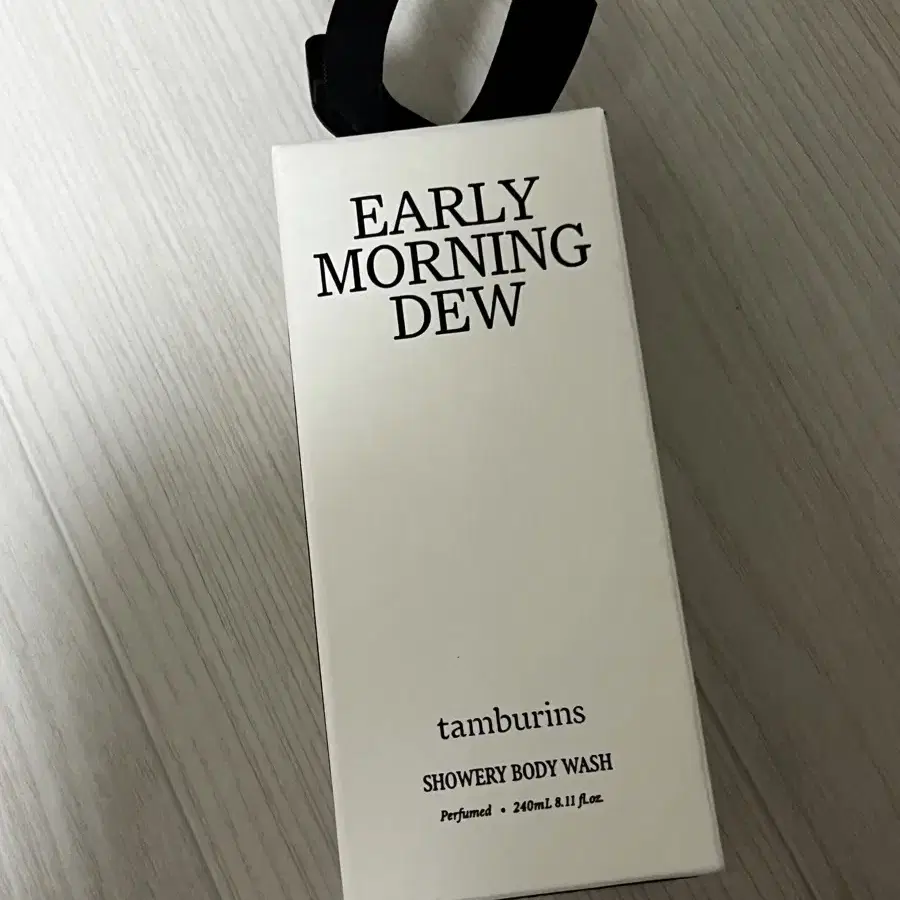 EARLY
MORNING
DEW
tamburins
SHOWERY BODY WASH
Perfumed • 240mL 8.11 fl.oz.